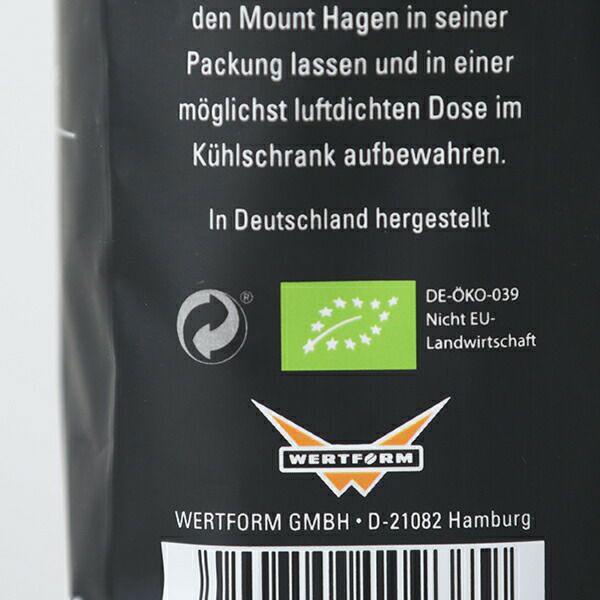 den Mount Hagen in seiner
Packung lassen und in einer
möglichst luftdichten Dose im
Kühlschrank aufbewahren.
In Deutschland hergestellt
®
DE-ÖKO-039
Nicht EU-
Landwirtschaft
WERTFORM
WERTFORM GMBH • D-21082 Hamburg